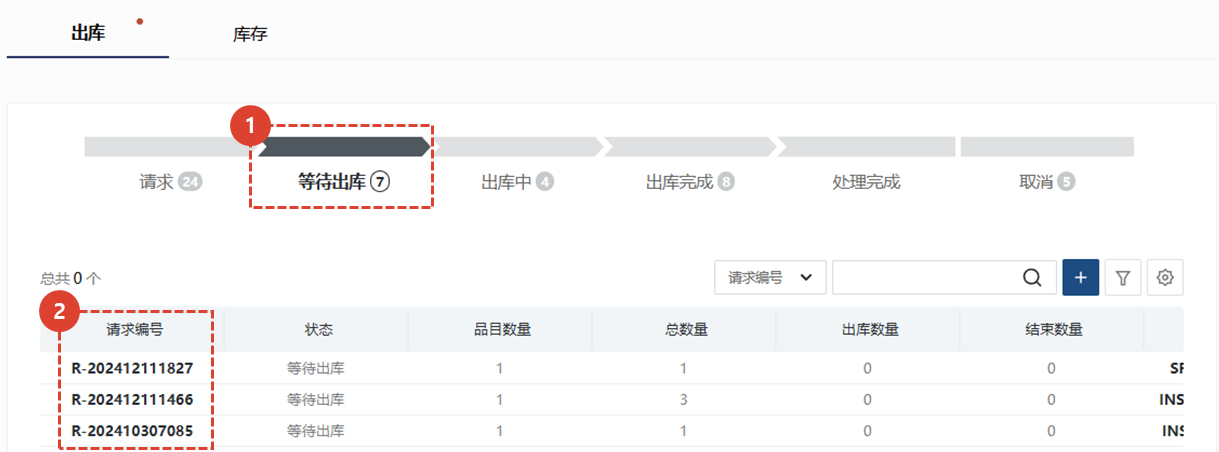 出库 库存
1
请求 24 等待出库 7 出库中 4 出库完成 8 处理完成 取消 5
总共 0 个 请求编号 +
2
请求编号 状态 品目数量 总数量 出库数量 结束数量
R-202412111827 等待出库 1 1 0 0
R-202412111466 等待出库 1 3 0 0 INS
R-202410307085 等待出库 1 1 0 0